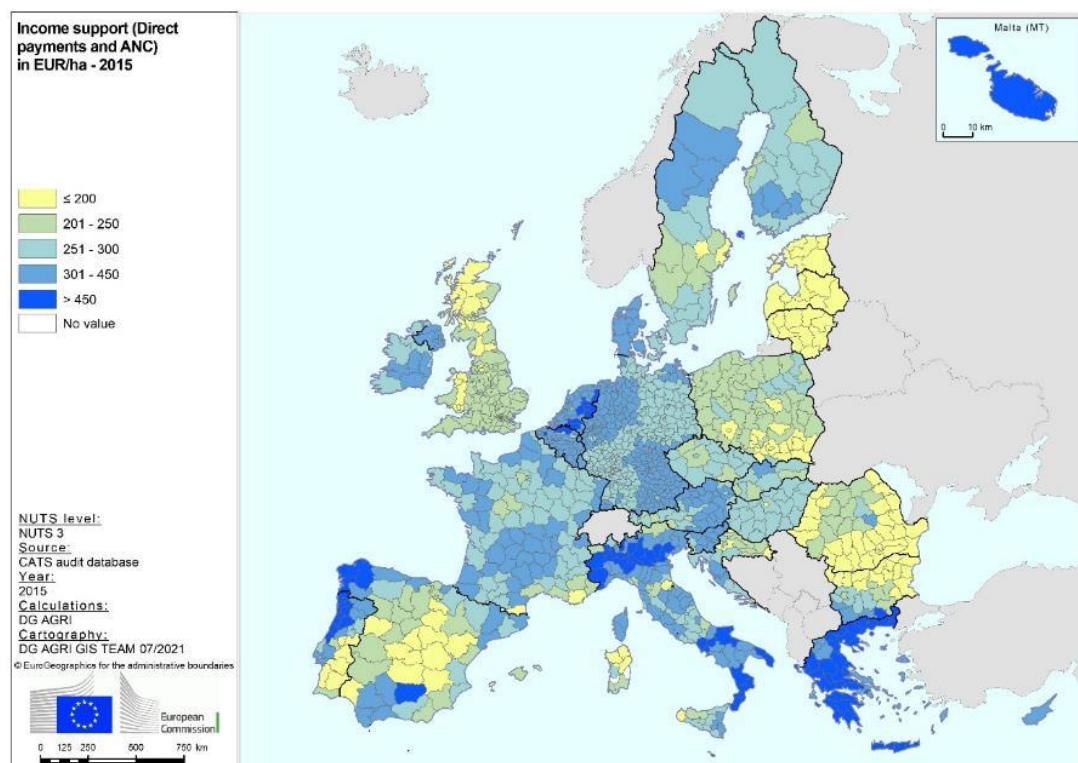 Income support (Direct
payments and ANC)
in EUR/ha - 2015
≤ 200
201 - 250
251 - 300
301 - 450
> 450
No value
NUTS level:
NUTS 3
Source:
CATS audit database
Year:
2015
Calculations:
DG AGRI
Cartography:
DG AGRI GIS TEAM 07/2021
© EuroGeographics for the administrative boundaries
European
Commission
0 125 250 500 750 km
Malta (MT)
0 10 km